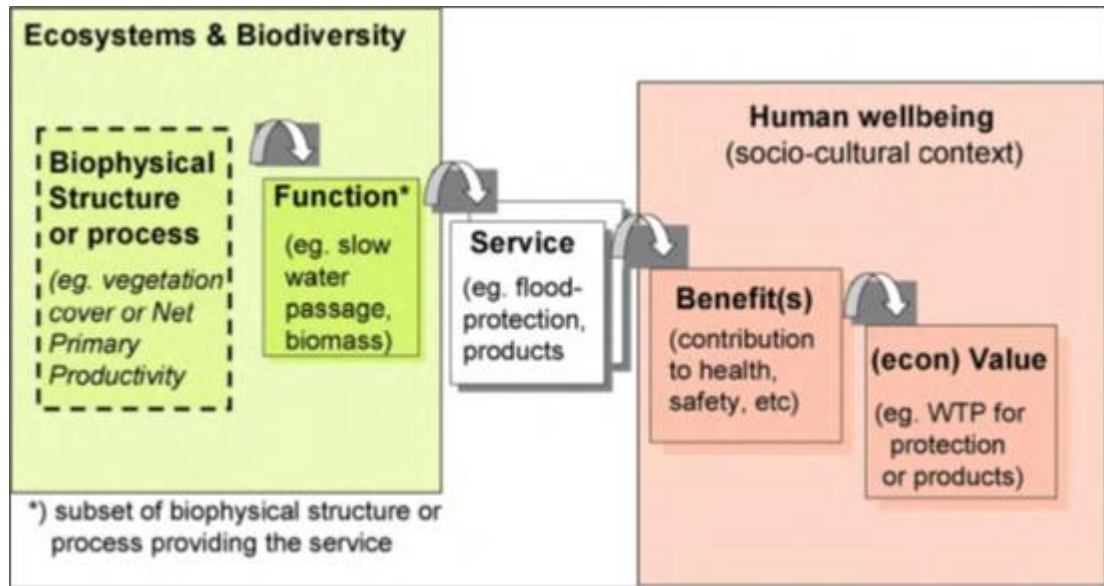 Ecosystems & Biodiversity
Biophysical
Structure
or process
(eg. vegetation
cover or Net
Primary
Productivity
Function*
(eg. slow
water
passage,
biomass)
Service
(eg. flood-
protection,
products
Human wellbeing
(socio-cultural context)
Benefit(s)
(contribution
to health,
safety, etc)
(econ) Value
(eg. WTP for
protection
or products)
*) subset of biophysical structure or
process providing the service